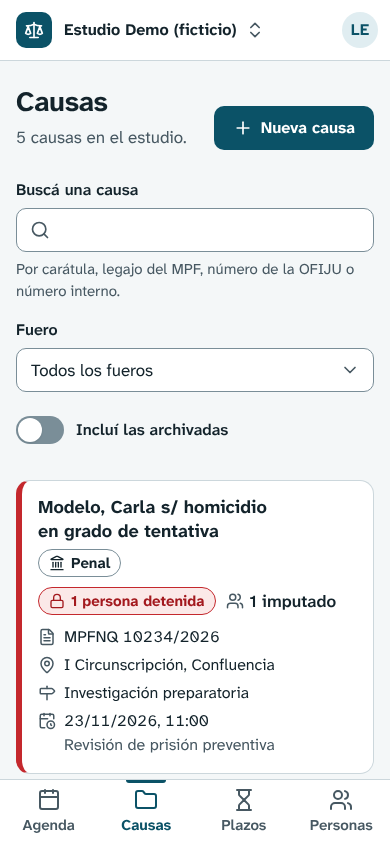 Estudio Demo (ficticio)
LE
Causas
5 causas en el estudio.
Nueva causa
Buscá una causa
Por carátula, legajo del MPF, número de la OFIJU o
número interno.
Fuero
Todos los fueros
Incluí las archivadas
Modelo, Carla s/ homicidio
en grado de tentativa
Penal
1 persona detenida
1 imputado
MPFNQ 10234/2026
I Circunscripción, Confluencia
Investigación preparatoria
23/11/2026, 11:00
Revisión de prisión preventiva
Agenda
Causas
Plazos
Personas